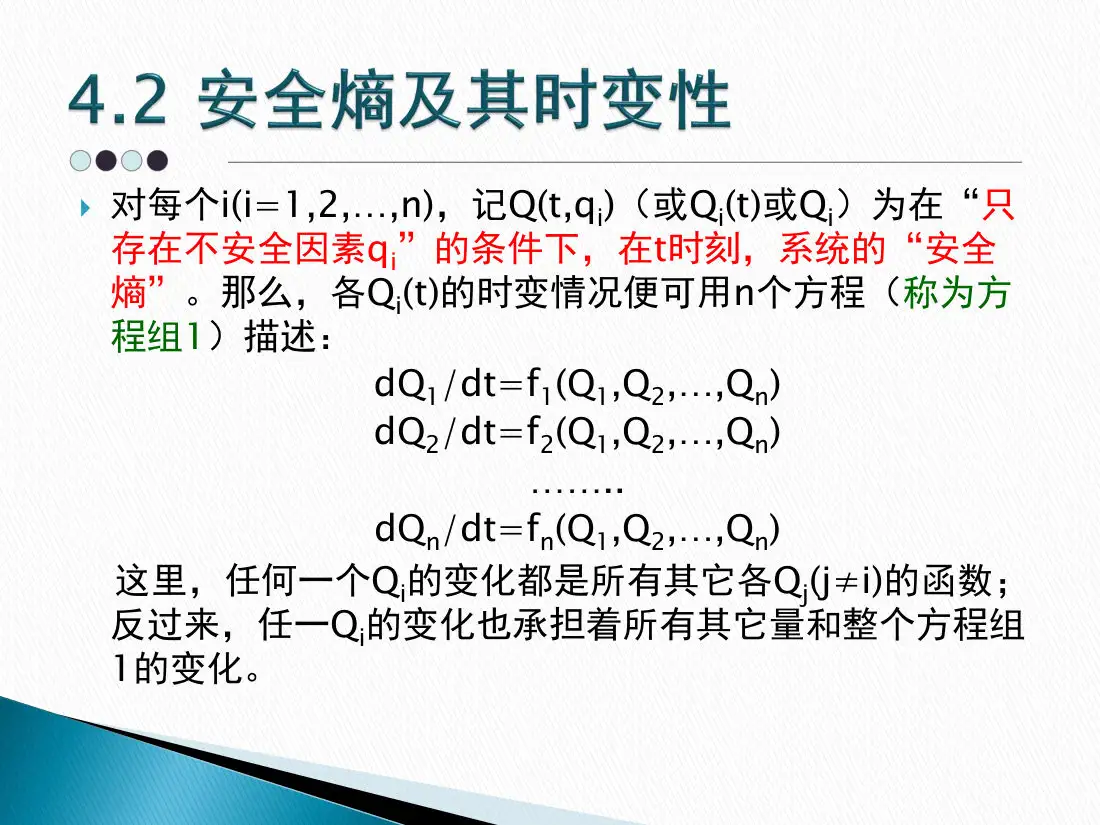 4.2 安全熵及其时变性
对每个i(i=1,2,…,n)，记Q(t,qi)（或Qi(t)或Qi）为在“只
存在不安全因素qi”的条件下，在t时刻，系统的“安全
熵”。那么，各Qi(t)的时变情况便可用n个方程（称为方
程组1）描述：
dQ1/dt=f1(Q1,Q2,…,Qn)
dQ2/dt=f2(Q1,Q2,…,Qn)
……..
dQn/dt=fn(Q1,Q2,…,Qn)
这里，任何一个Qi的变化都是所有其它各Qj(j≠i)的函数；
反过来，任一Qi的变化也承担着所有其它量和整个方程组
1的变化。